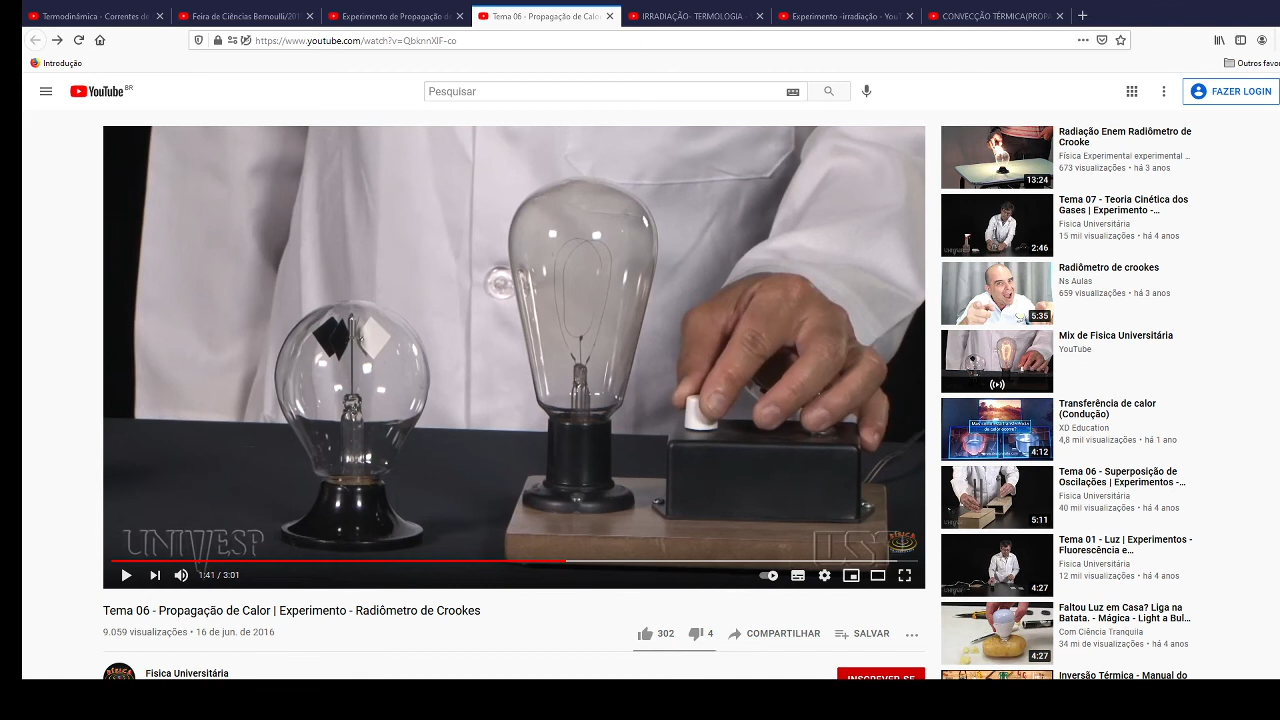 Termodinâmica - Correntes de
Feira de Ciências Bernoulli/201
Experimento de Propagação de
Tema 06 - Propagação de Calor
IRRADIAÇÃO- TERMOLOGIA -
Experimento -irradiação - YouT
CONVECÇÃO TÉRMICA(PROPA
https://www.youtube.com/watch?v=QbknnXIF-co
Introdução
Outros favor
YouTube BR
Pesquisar
FAZER LOGIN
UNIVESP
1:41 / 3:01
Tema 06 - Propagação de Calor | Experimento - Radiômetro de Crookes
9.059 visualizações • 16 de jun. de 2016
302
4
COMPARTILHAR
SALVAR
Fisica Universitária
INSCREVER-SE
13:24
Radiação Enem Radiômetro de
Crooke
Física Experimental experimental ...
673 visualizações • há 3 anos
2:46
Tema 07 - Teoria Cinética dos
Gases | Experimento -...
Fisica Universitária
15 mil visualizações • há 4 anos
5:35
Radiômetro de crookes
Ns Aulas
659 visualizações • há 3 anos
Mix de Fisica Universitária
YouTube
4:12
Transferência de calor
(Condução)
XD Education
4,8 mil visualizações • há 1 ano
5:11
Tema 06 - Superposição de
Oscilações | Experimentos -...
Fisica Universitária
40 mil visualizações • há 4 anos
4:27
Tema 01 - Luz | Experimentos -
Fluorescência e...
Fisica Universitária
12 mil visualizações • há 4 anos
4:27
Faltou Luz em Casa? Liga na
Batata. - Mágica - Light a Bul...
Com Ciência Tranquila
34 mi de visualizações • há 4 anos
Inversão Térmica - Manual do